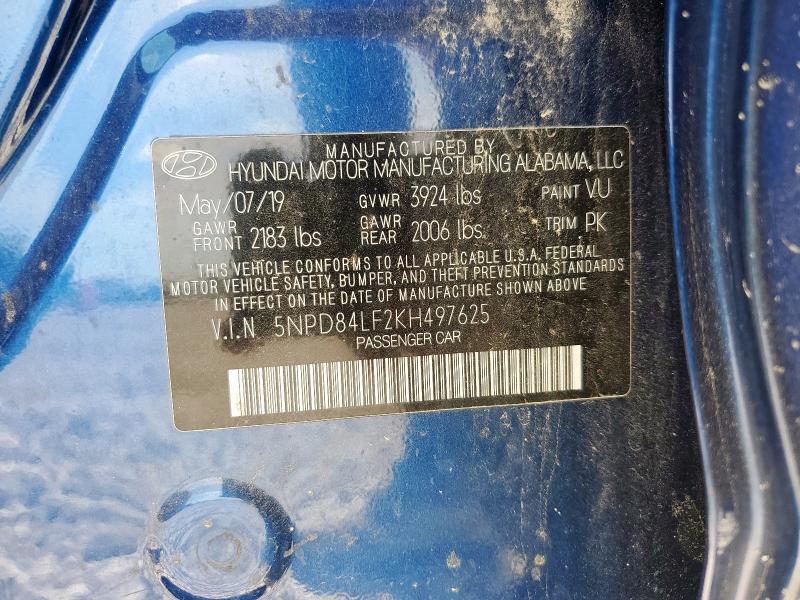 MANUFACTURED BY
HYUNDAI MOTOR MANUFACTURING ALABAMA, LLC
May/07/19 GVWR 3924 lbs PAINT VU
GAWR FRONT 2183 lbs GAWR REAR 2006 lbs TRIM PK
THIS VEHICLE CONFORMS TO ALL APPLICABLE U.S.A. FEDERAL
MOTOR VEHICLE SAFETY, BUMPER, AND THEFT PREVENTION STANDARDS
IN EFFECT ON THE DATE OF MANUFACTURE SHOWN ABOVE
V.I.N 5NPD84LF2KH497625
PASSENGER CAR